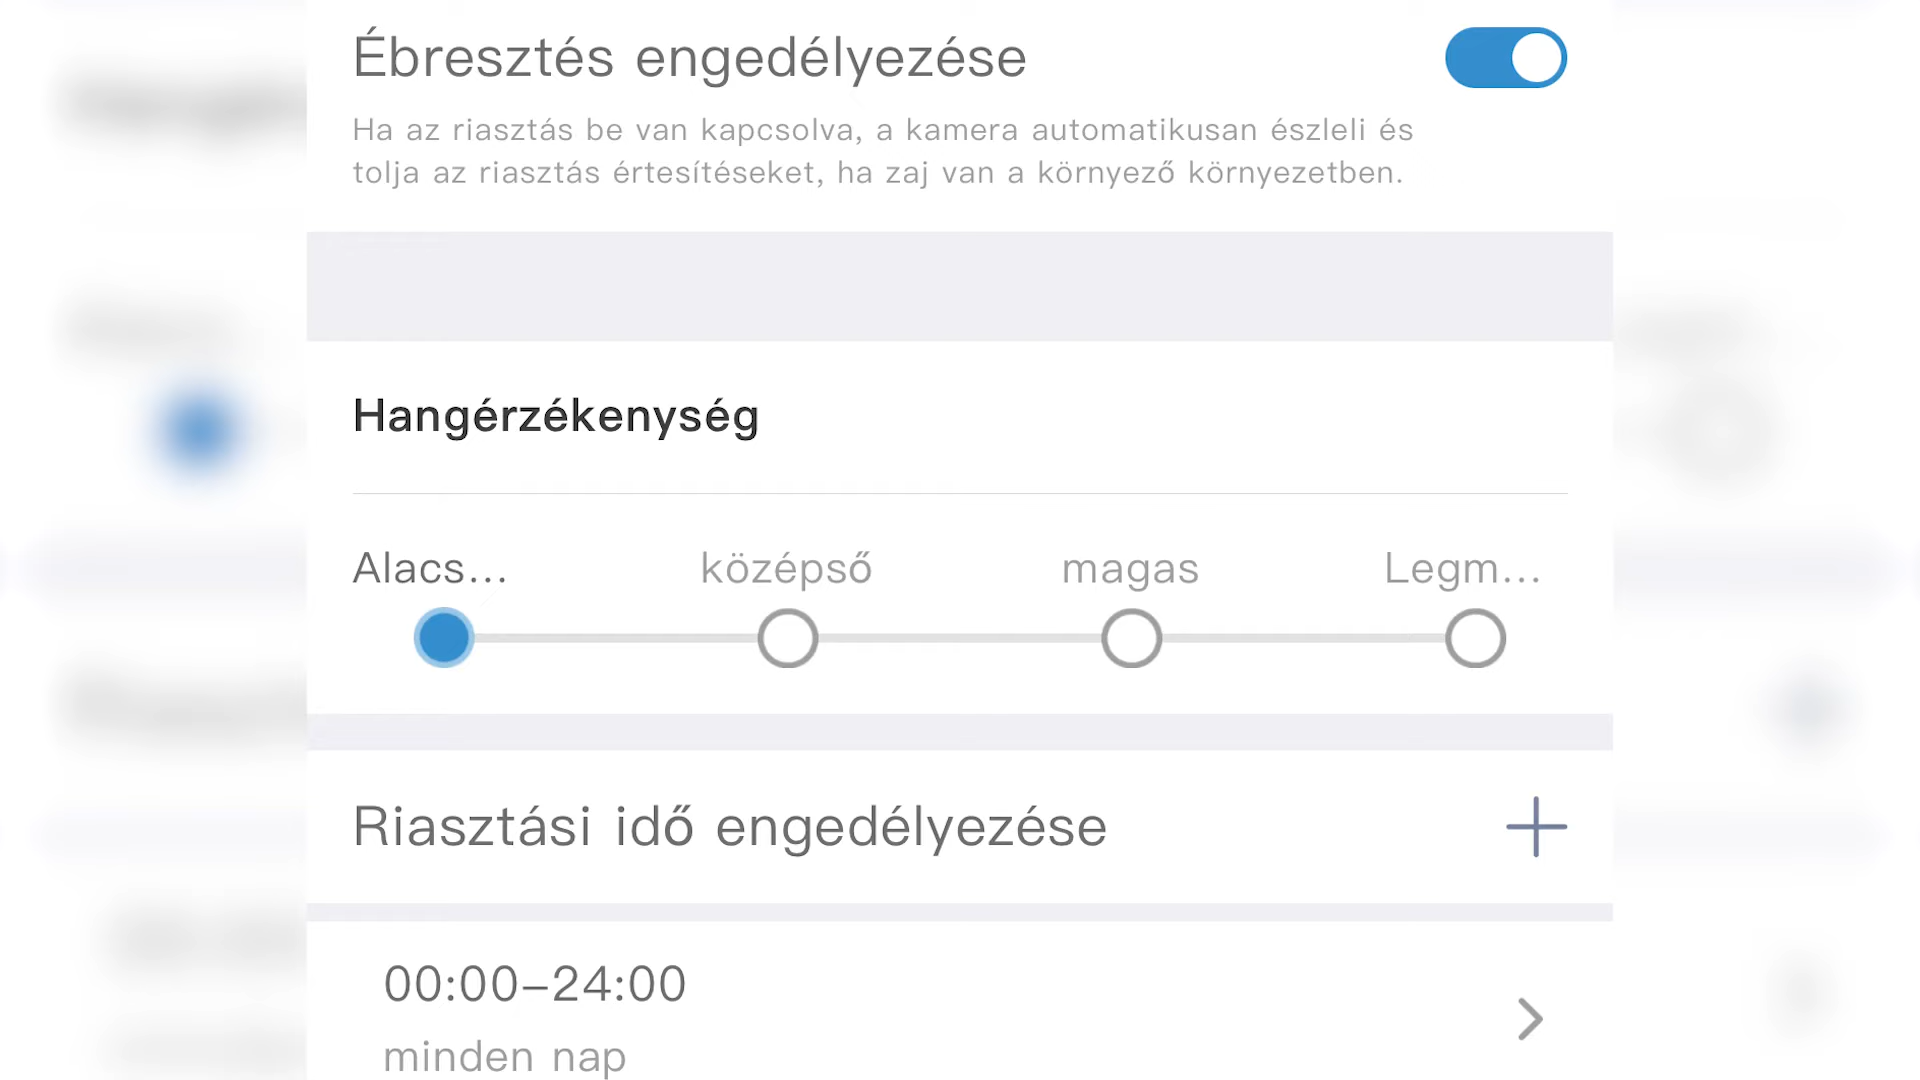 Ébresztés engedélyezése
Ha az riasztás be van kapcsolva, a kamera automatikusan észleli és
tolja az riasztás értesítéseket, ha zaj van a környező környezetben.
Hangérzékenység
Alacs... középső magas Legm...
Riasztási idő engedélyezése
00:00–24:00
minden nap